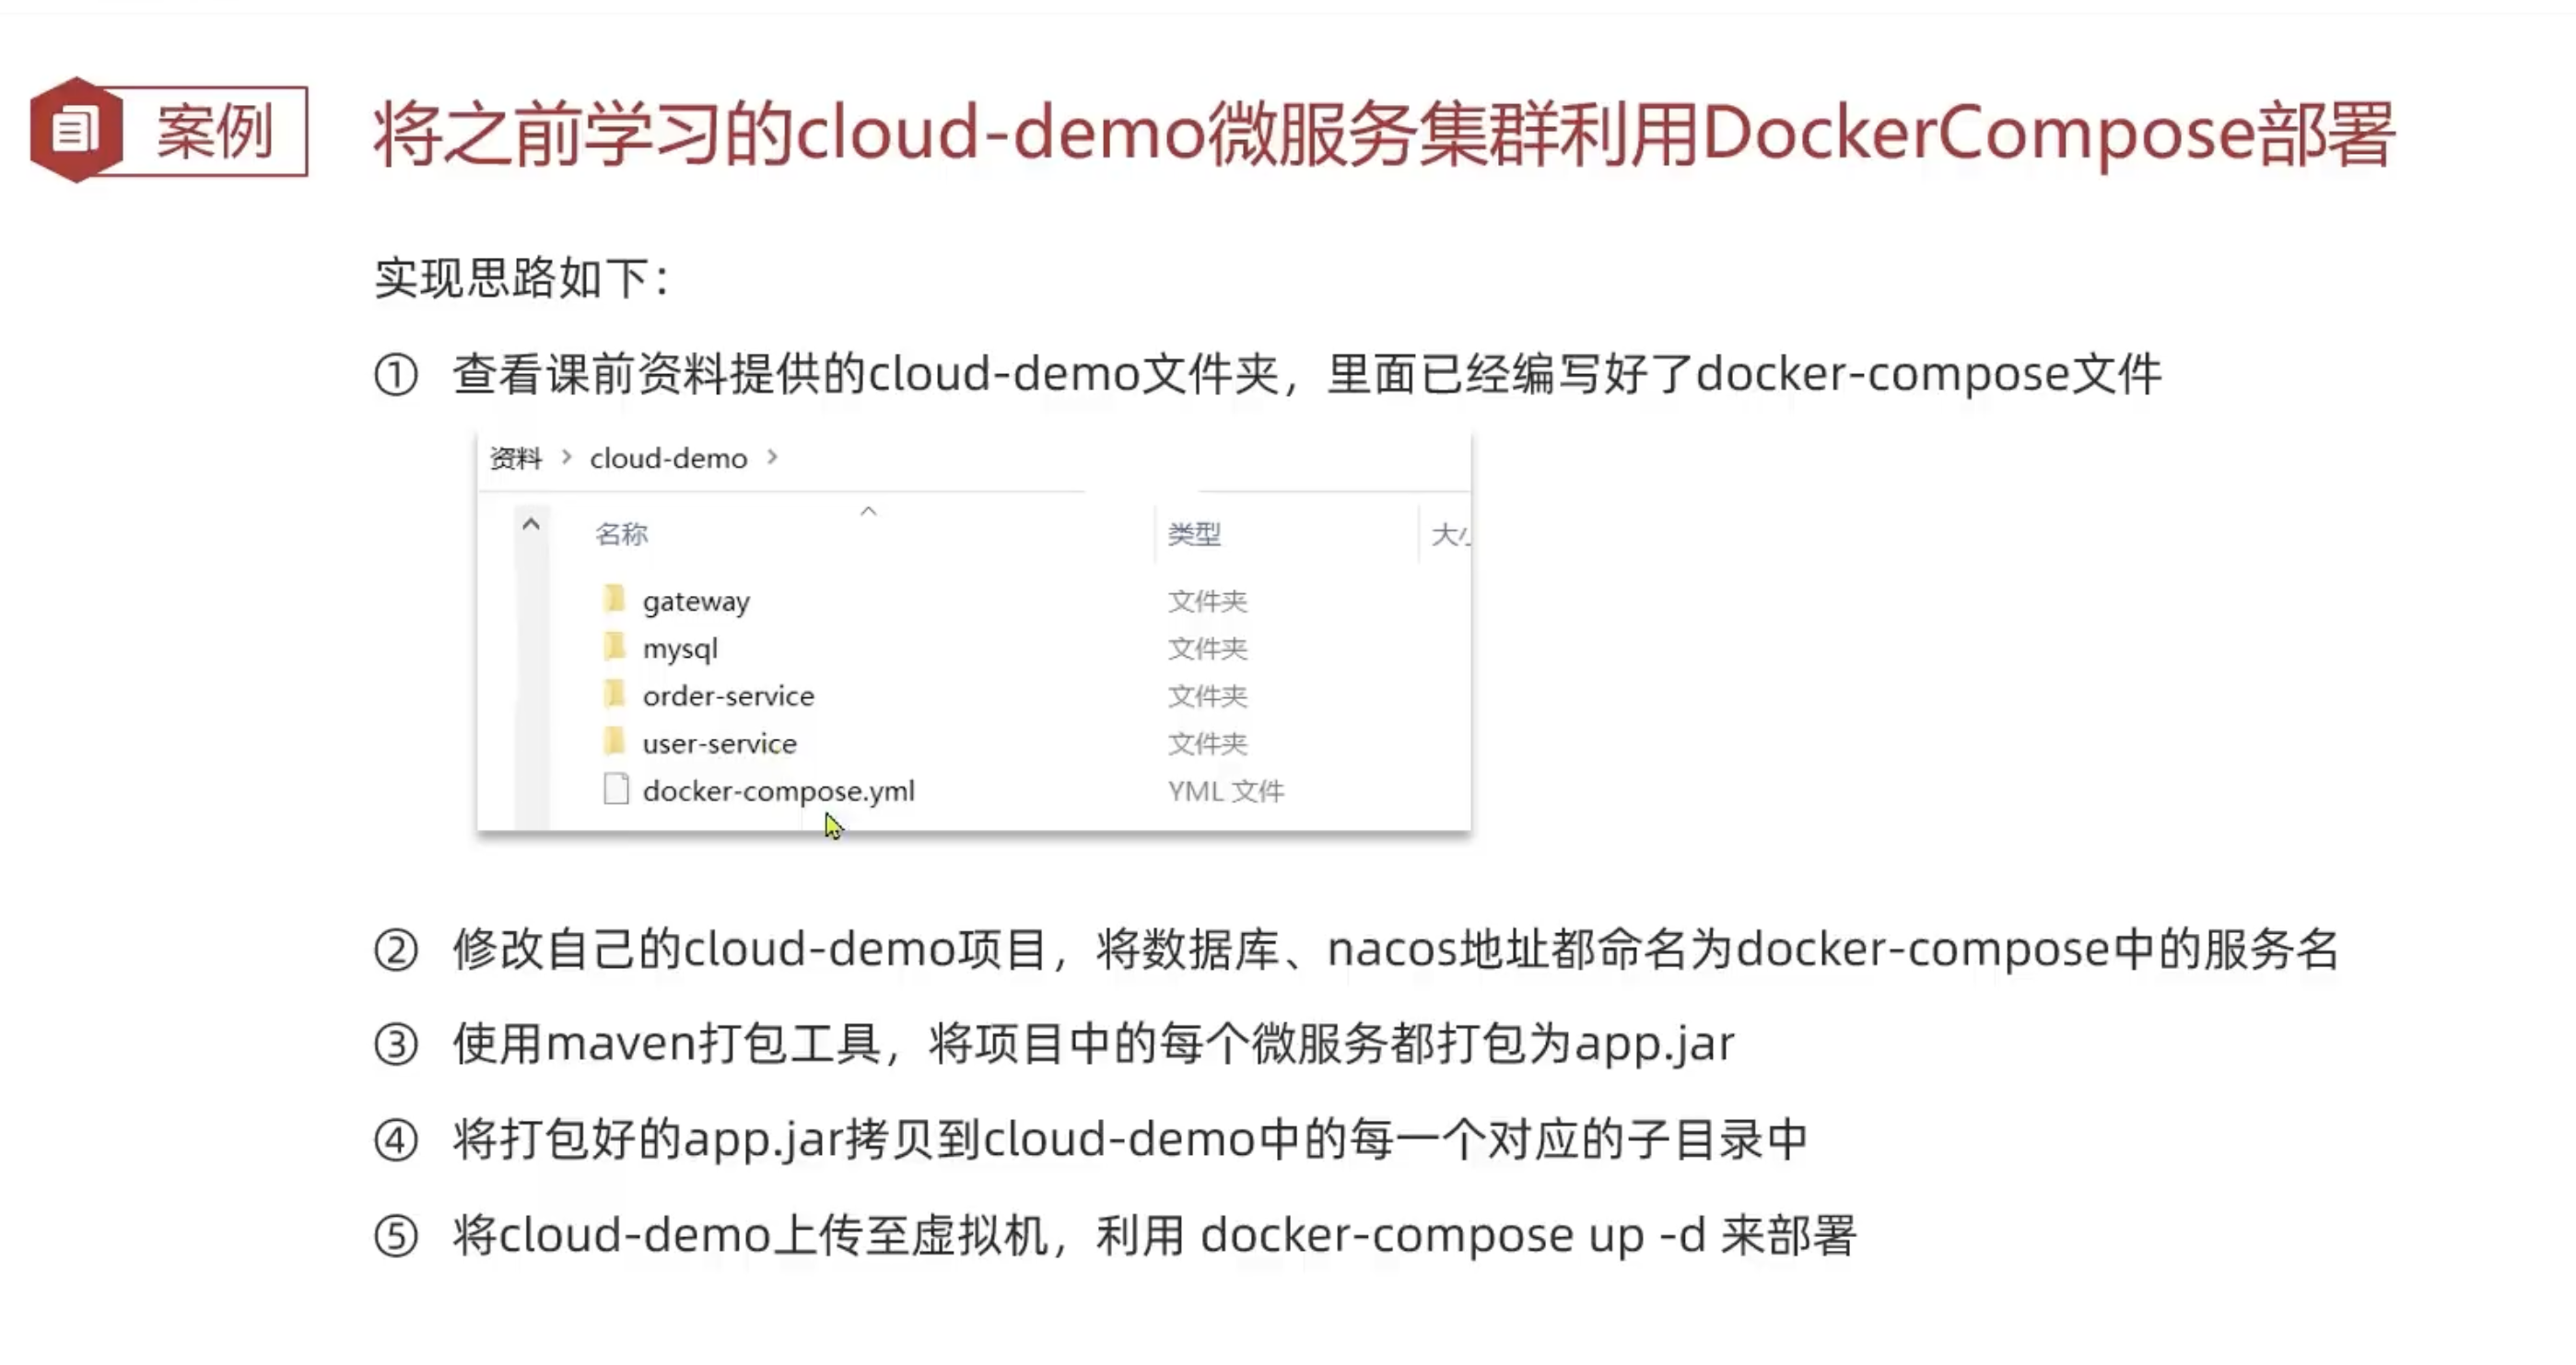 案例
将之前学习的cloud-demo微服务集群利用DockerCompose部署
实现思路如下：
① 查看课前资料提供的cloud-demo文件夹，里面已经编写好了docker-compose文件
资料 > cloud-demo >
名称 类型 大小
gateway 文件夹
mysql 文件夹
order-service 文件夹
user-service 文件夹
docker-compose.yml YML 文件
② 修改自己的cloud-demo项目，将数据库、nacos地址都命名为docker-compose中的服务名
③ 使用maven打包工具，将项目中的每个微服务都打包为app.jar
④ 将打包好的app.jar拷贝到cloud-demo中的每一个对应的子目录中
⑤ 将cloud-demo上传至虚拟机，利用 docker-compose up -d 来部署